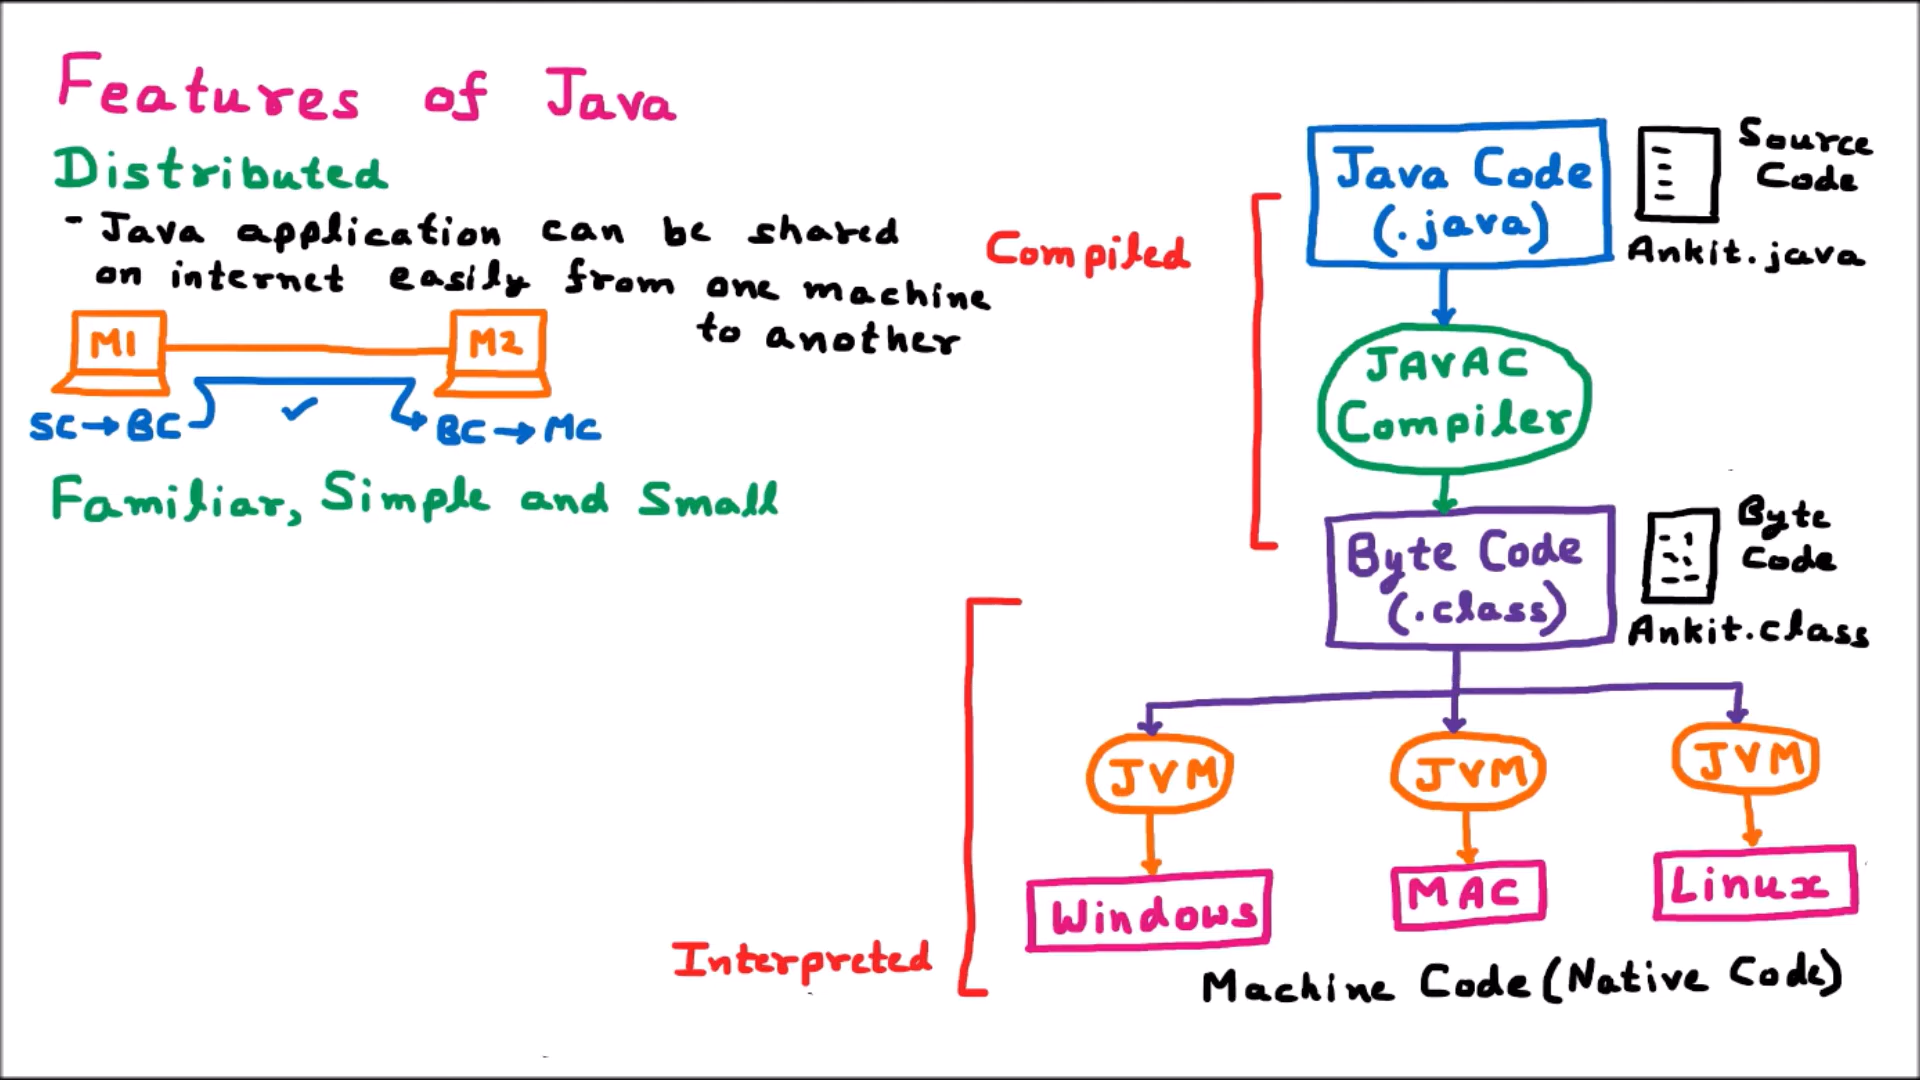 Features of Java
Distributed
- Java application can be shared
on internet easily from one machine
to another
M1
M2
SC→BC
BC→MC
Familiar, Simple and Small
Compiled
Java Code
(.java)
Source
Code
Ankit.java
JAVAC
Compiler
Byte Code
(.class)
Byte
Code
Ankit.class
Interpreted
JVM
JVM
JVM
Windows
MAC
Linux
Machine Code (Native Code)